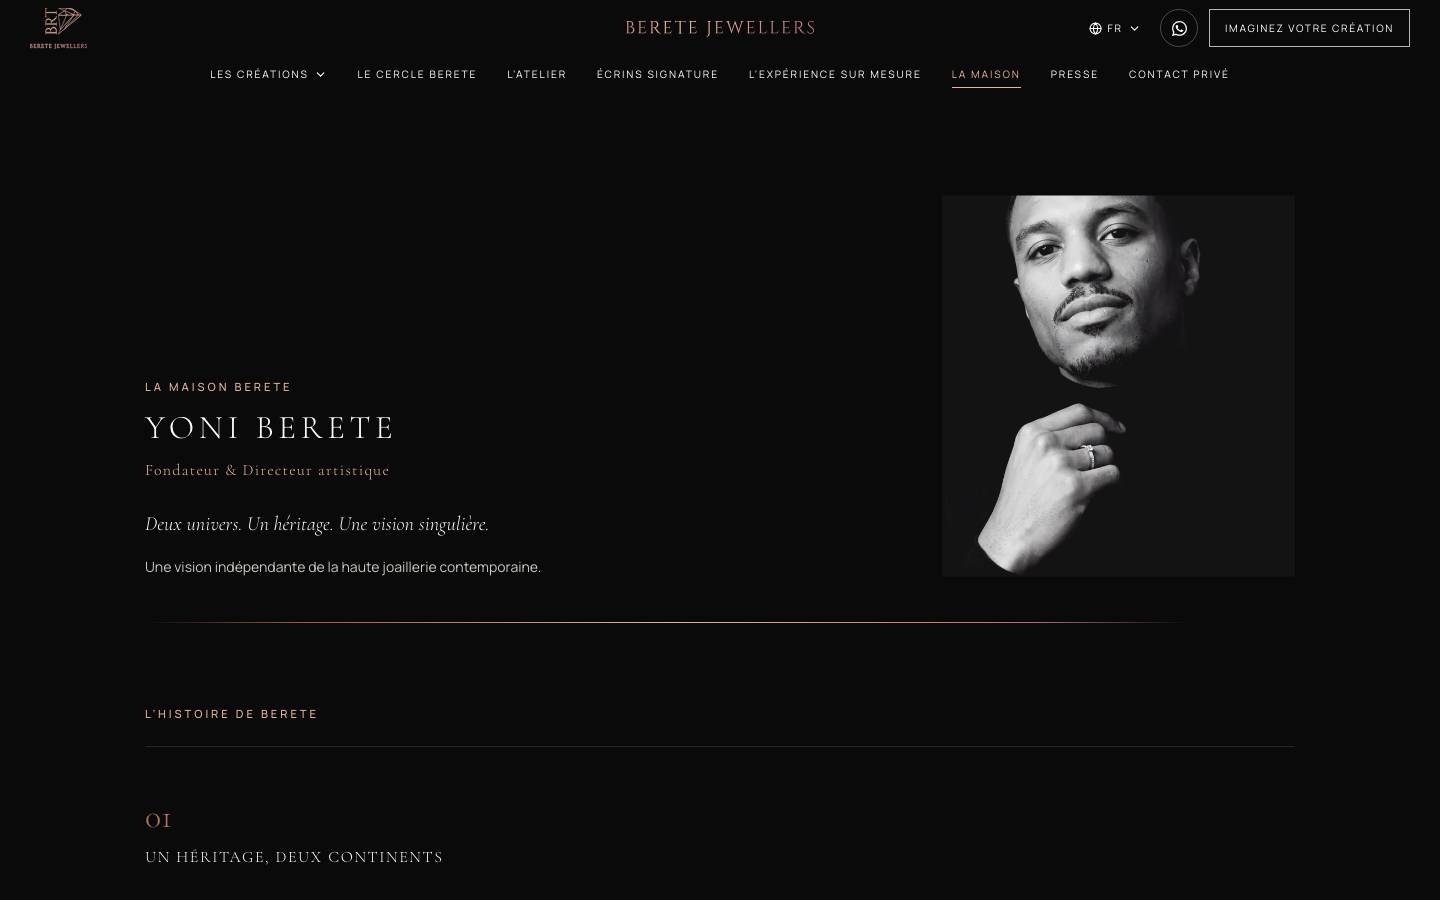 BRT
BERETE JEWELLERS
BERETE JEWELLERS
FR
IMAGINEZ VOTRE CRÉATION
LES CRÉATIONS
LE CERCLE BERETE
L'ATELIER
ÉCRINS SIGNATURE
L'EXPÉRIENCE SUR MESURE
LA MAISON
PRESSE
CONTACT PRIVÉ
LA MAISON BERETE
YONI BERETE
Fondateur & Directeur artistique
Deux univers. Un héritage. Une vision singulière.
Une vision indépendante de la haute joaillerie contemporaine.
L'HISTOIRE DE BERETE
01
UN HÉRITAGE, DEUX CONTINENTS